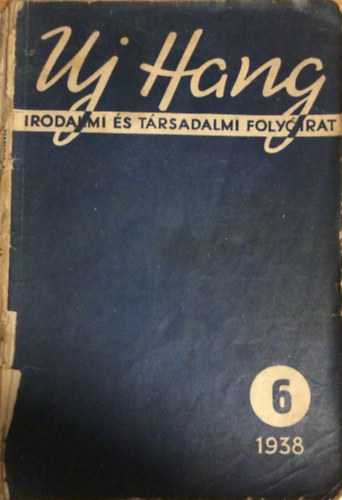 Uj Hang
IRODALMI ÉS TÁRSADALMI FOLYÓIRAT
6
1938